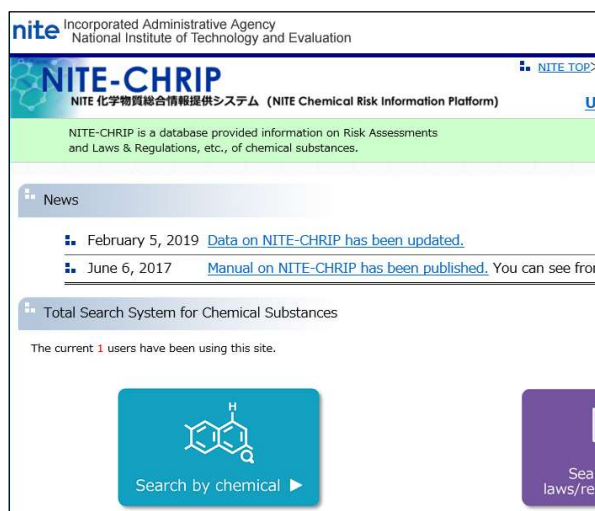 nite Incorporated Administrative Agency
National Institute of Technology and Evaluation
NITE TOP>
NITE-CHRIP
NITE 化学物質総合情報提供システム (NITE Chemical Risk Information Platform)
NITE-CHRIP is a database provided information on Risk Assessments
and Laws & Regulations, etc., of chemical substances.
News
February 5, 2019 Data on NITE-CHRIP has been updated.
June 6, 2017 Manual on NITE-CHRIP has been published. You can see from
Total Search System for Chemical Substances
The current 1 users have been using this site.
H
Search by chemical ▶
Sea
laws/re